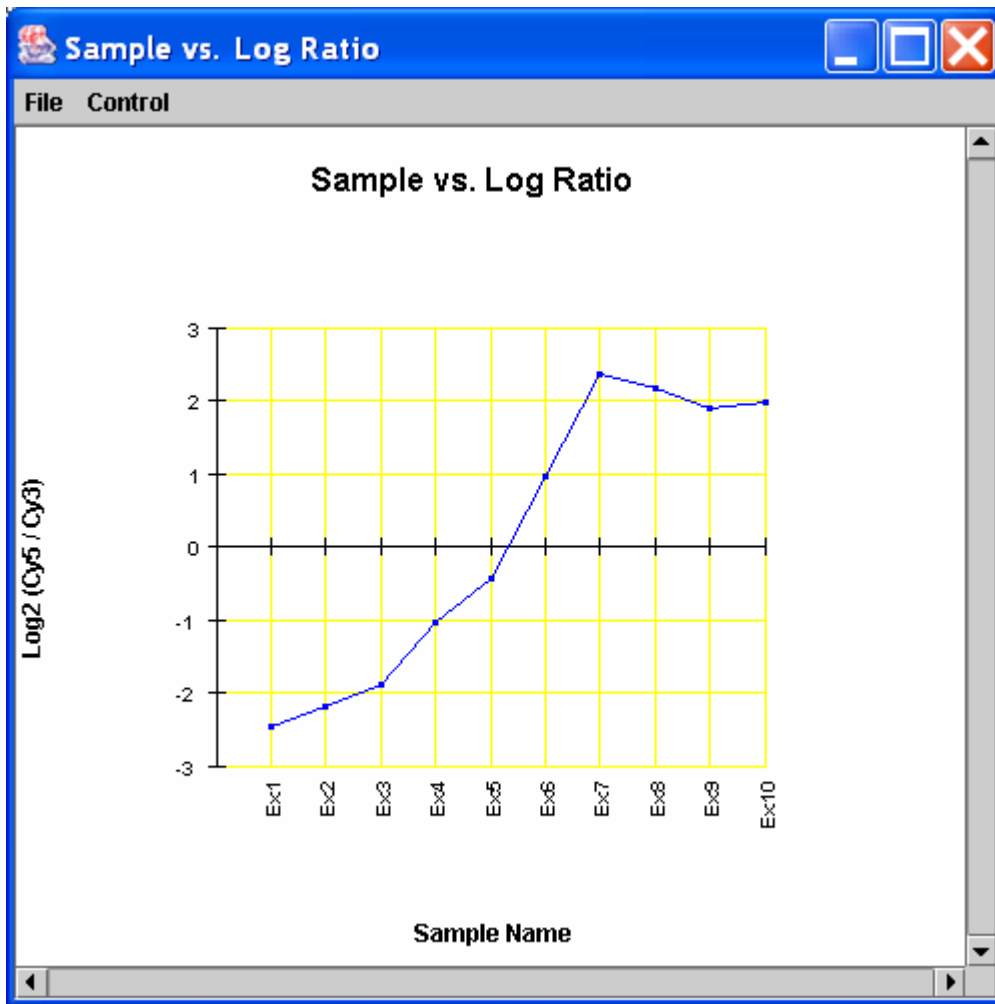 Sample vs. Log Ratio
File Control
Sample vs. Log Ratio
3
2
1
0
-1
-2
-3
Log2 (Cy5 / Cy3)
Ex1 Ex2 Ex3 Ex4 Ex5 Ex6 Ex7 Ex8 Ex9 Ex10
Sample Name